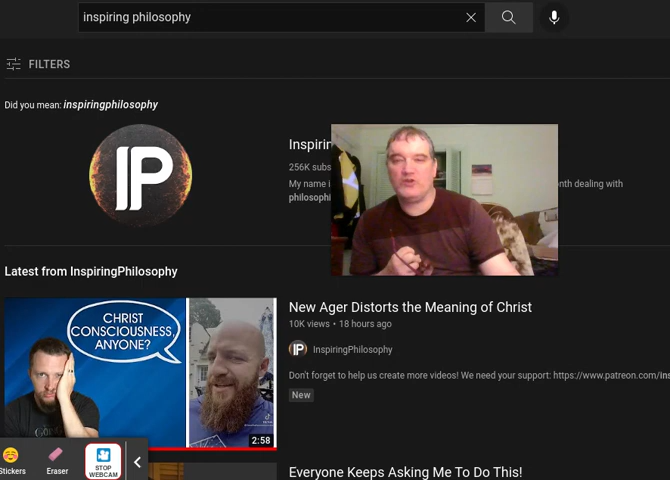 inspiring philosophy
FILTERS
Did you mean: inspiringphilosophy
IP
Inspirin
256K subs
My name i
onth dealing with
philosophi
Latest from InspiringPhilosophy
CHRIST
CONSCIOUSNESS,
ANYONE?
2:58
New Ager Distorts the Meaning of Christ
10K views • 18 hours ago
IP InspiringPhilosophy
Don't forget to help us create more videos! We need your support: https://www.patreon.com/ins
New
Stickers
Eraser
STOP
WEBCAM
Everyone Keeps Asking Me To Do This!